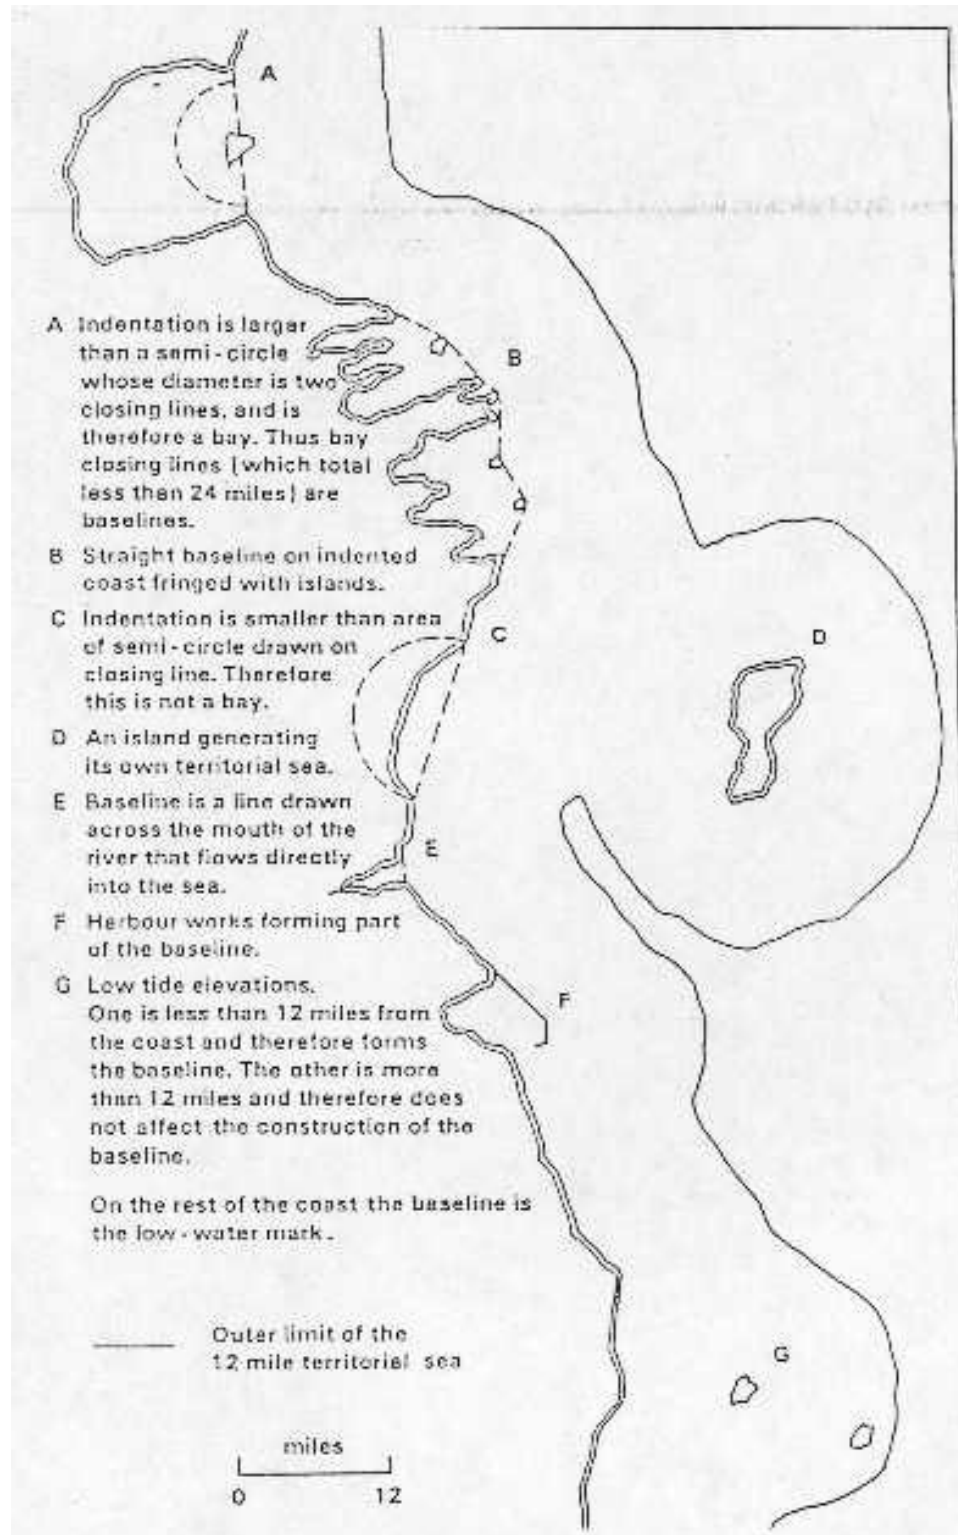 A
B
A Indentation is larger
than a semi-circle
whose diameter is two
closing lines, and is
therefore a bay. Thus bay
closing lines (which total
less than 24 miles) are
baselines.
B Straight baseline on indented
coast fringed with islands.
C Indentation is smaller than area
of semi-circle drawn on
closing line. Therefore
this is not a bay.
C
D
D An island generating
its own territorial sea.
E Baseline is a line drawn
across the mouth of the
river that flows directly
into the sea.
E
F Herbour works forming part
of the baseline.
F
G Low tide elevations.
One is less than 12 miles from
the coast and therefore forms
the baseline. The other is more
than 12 miles and therefore does
not affect the construction of the
baseline.
On the rest of the coast the baseline is
the low-water mark.
Outer limit of the
12 mile territorial sea
G
miles
0 12